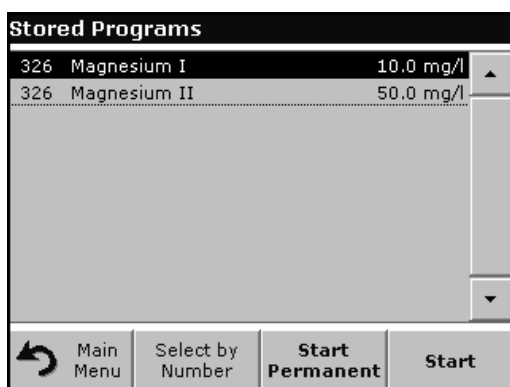 Stored Programs
326 Magnesium I 10.0 mg/l
326 Magnesium II 50.0 mg/l
Main Menu
Select by Number
Start Permanent
Start